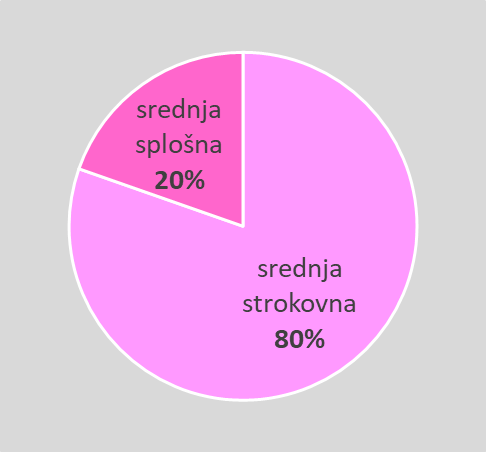 srednja
splošna
20%
srednja
strokovna
80%